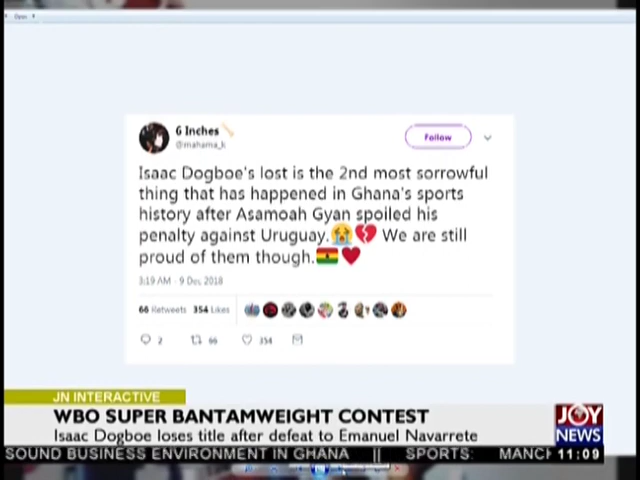 G Inches
@mahama_k
Follow
Isaac Dogboe's lost is the 2nd most sorrowful
thing that has happened in Ghana's sports
history after Asamoah Gyan spoiled his
penalty against Uruguay.😭💔 We are still
proud of them though.🇬🇭❤
3:19 AM - 9 Dec 2018
66 Retweets 354 Likes
2 66 354
JN INTERACTIVE
WBO SUPER BANTAMWEIGHT CONTEST
Isaac Dogboe loses title after defeat to Emanuel Navarrete
JOY
NEWS
SOUND BUSINESS ENVIRONMENT IN GHANA || SPORTS: MANCH
11:09